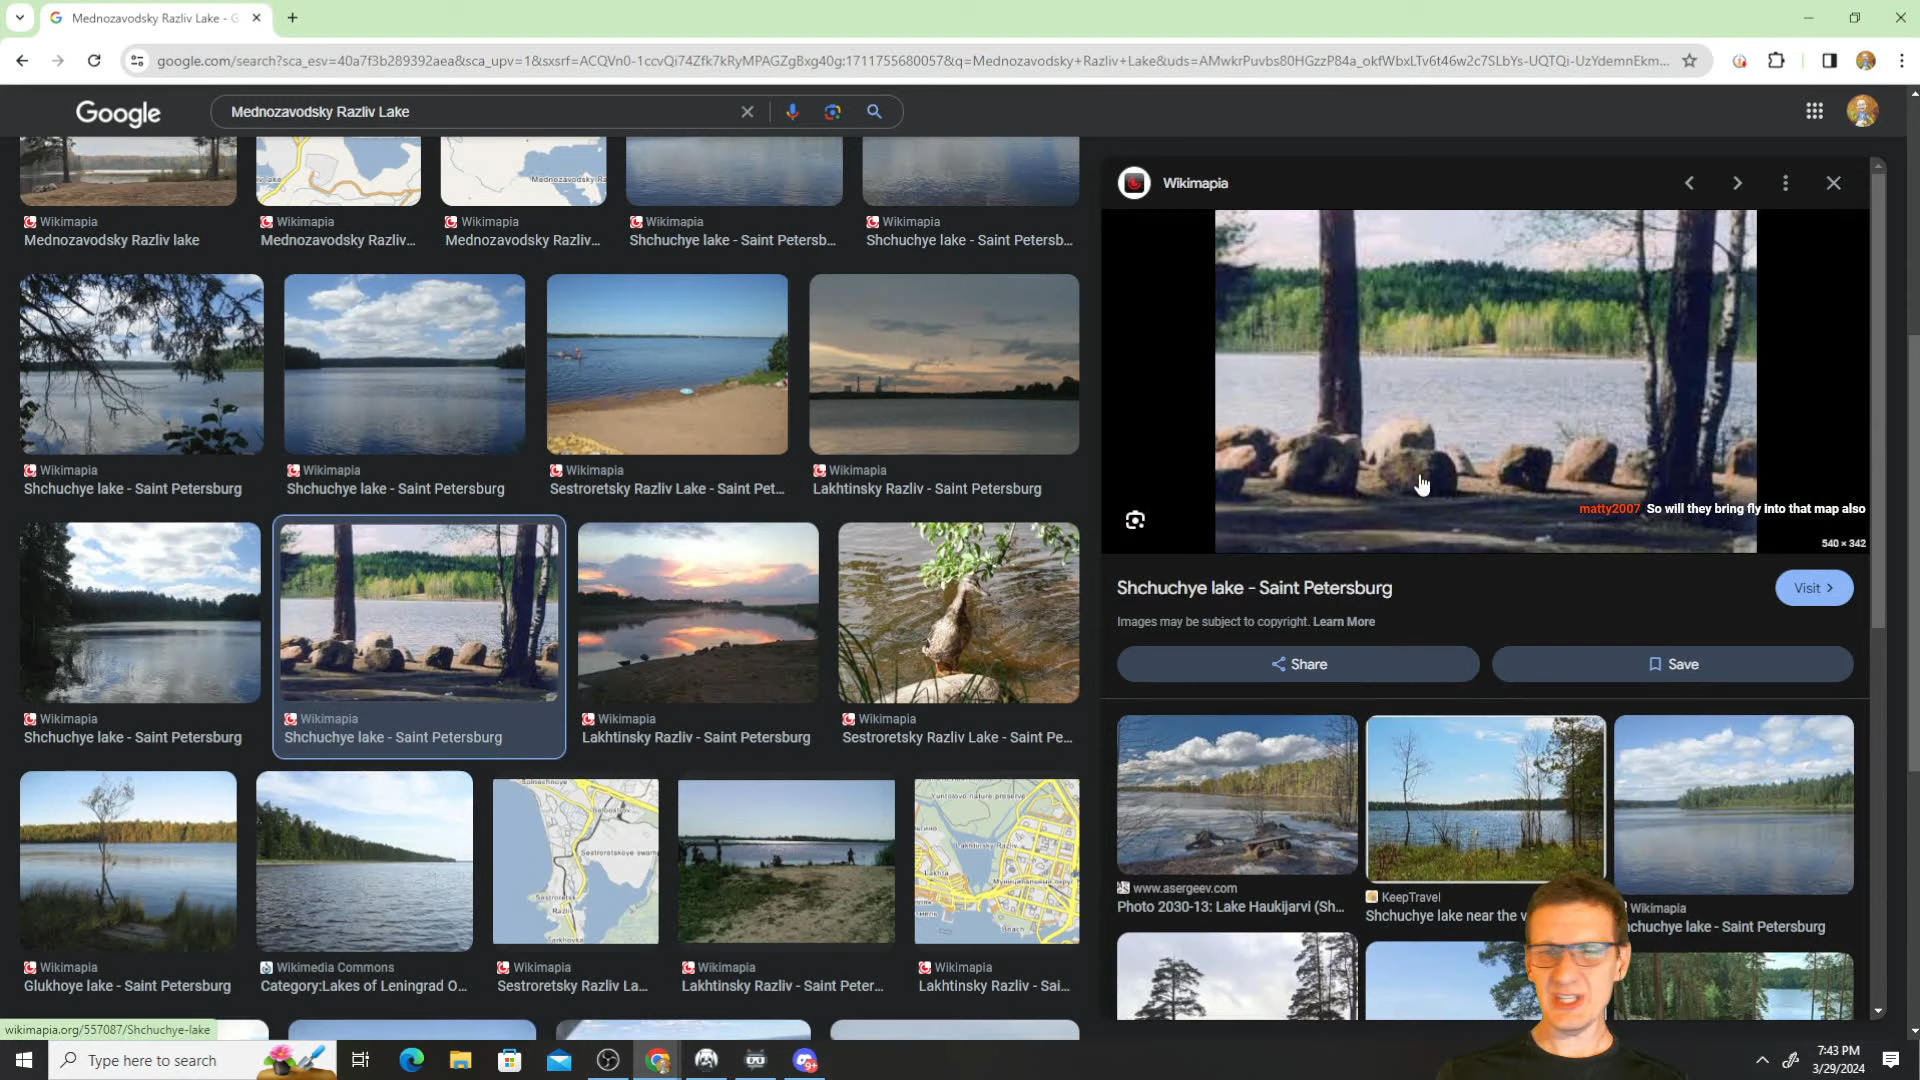 Mednozavodsky Razliv Lake - G
google.com/search?sca_esv=40a7f3b289392aea&sca_upv=1&sxsrf=ACQVn0-1ccvQi74Zfk7kRyMPAGZgBxg40g:1711755680057&q=Mednozavodsky+Razliv+Lake&uds=AMwkrPuvbs80HGzzP84a_okfWbxLTv6t46w2c7SLbYs-UQTQi-UzYdemnEkm...
Google
Mednozavodsky Razliv Lake
Wikimapia
Mednozavodsky Razliv lake
Wikimapia
Mednozavodsky Razliv...
Wikimapia
Mednozavodsky Razliv...
Wikimapia
Shchuchye lake - Saint Petersb...
Wikimapia
Shchuchye lake - Saint Petersb...
Wikimapia
Shchuchye lake - Saint Petersburg
Wikimapia
Shchuchye lake - Saint Petersburg
Wikimapia
Sestroretsky Razliv Lake - Saint Pet...
Wikimapia
Lakhtinsky Razliv - Saint Petersburg
Wikimapia
Shchuchye lake - Saint Petersburg
Wikimapia
Shchuchye lake - Saint Petersburg
Wikimapia
Lakhtinsky Razliv - Saint Petersburg
Wikimapia
Sestroretsky Razliv Lake - Saint Pe...
Wikimapia
Glukhoye lake - Saint Petersburg
Wikimedia Commons
Category:Lakes of Leningrad O...
Wikimapia
Sestroretsky Razliv La...
Wikimapia
Lakhtinsky Razliv - Saint Peter...
Wikimapia
Lakhtinsky Razliv - Sai...
Wikimapia
matty2007 So will they bring fly into that map also
540 × 342
Shchuchye lake - Saint Petersburg
Visit
Images may be subject to copyright. Learn More
Share
Save
www.asergeev.com
Photo 2030-13: Lake Haukijarvi (Sh...
KeepTravel
Shchuchye lake near the v
Wikimapia
hchuchye lake - Saint Petersburg
wikimapia.org/557087/Shchuchye-lake
Type here to search
9+
7:43 PM
3/29/2024